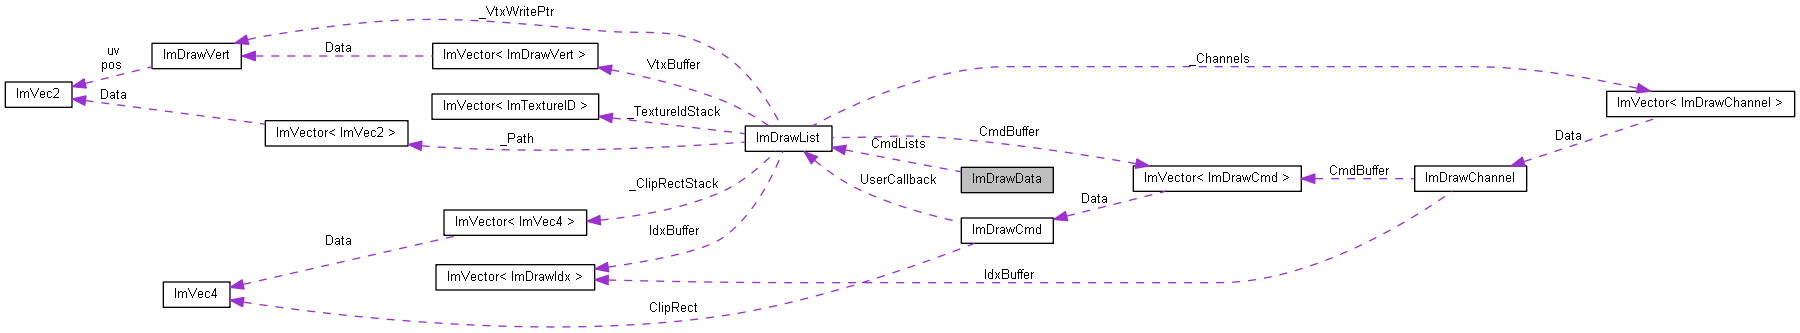 _VtxWritePtr
uv
pos
ImDrawVert
Data
ImVector< ImDrawVert >
VtxBuffer
_Channels
ImVec2
Data
ImVector< ImTextureID >
_TextureIdStack
ImVector< ImDrawChannel >
ImVector< ImVec2 >
_Path
ImDrawList
CmdBuffer
Data
CmdLists
UserCallback
ImDrawData
ImVector< ImDrawCmd >
CmdBuffer
ImDrawChannel
_ClipRectStack
Data
ImVector< ImVec4 >
IdxBuffer
ImDrawCmd
Data
ImVector< ImDrawIdx >
IdxBuffer
ImVec4
ClipRect